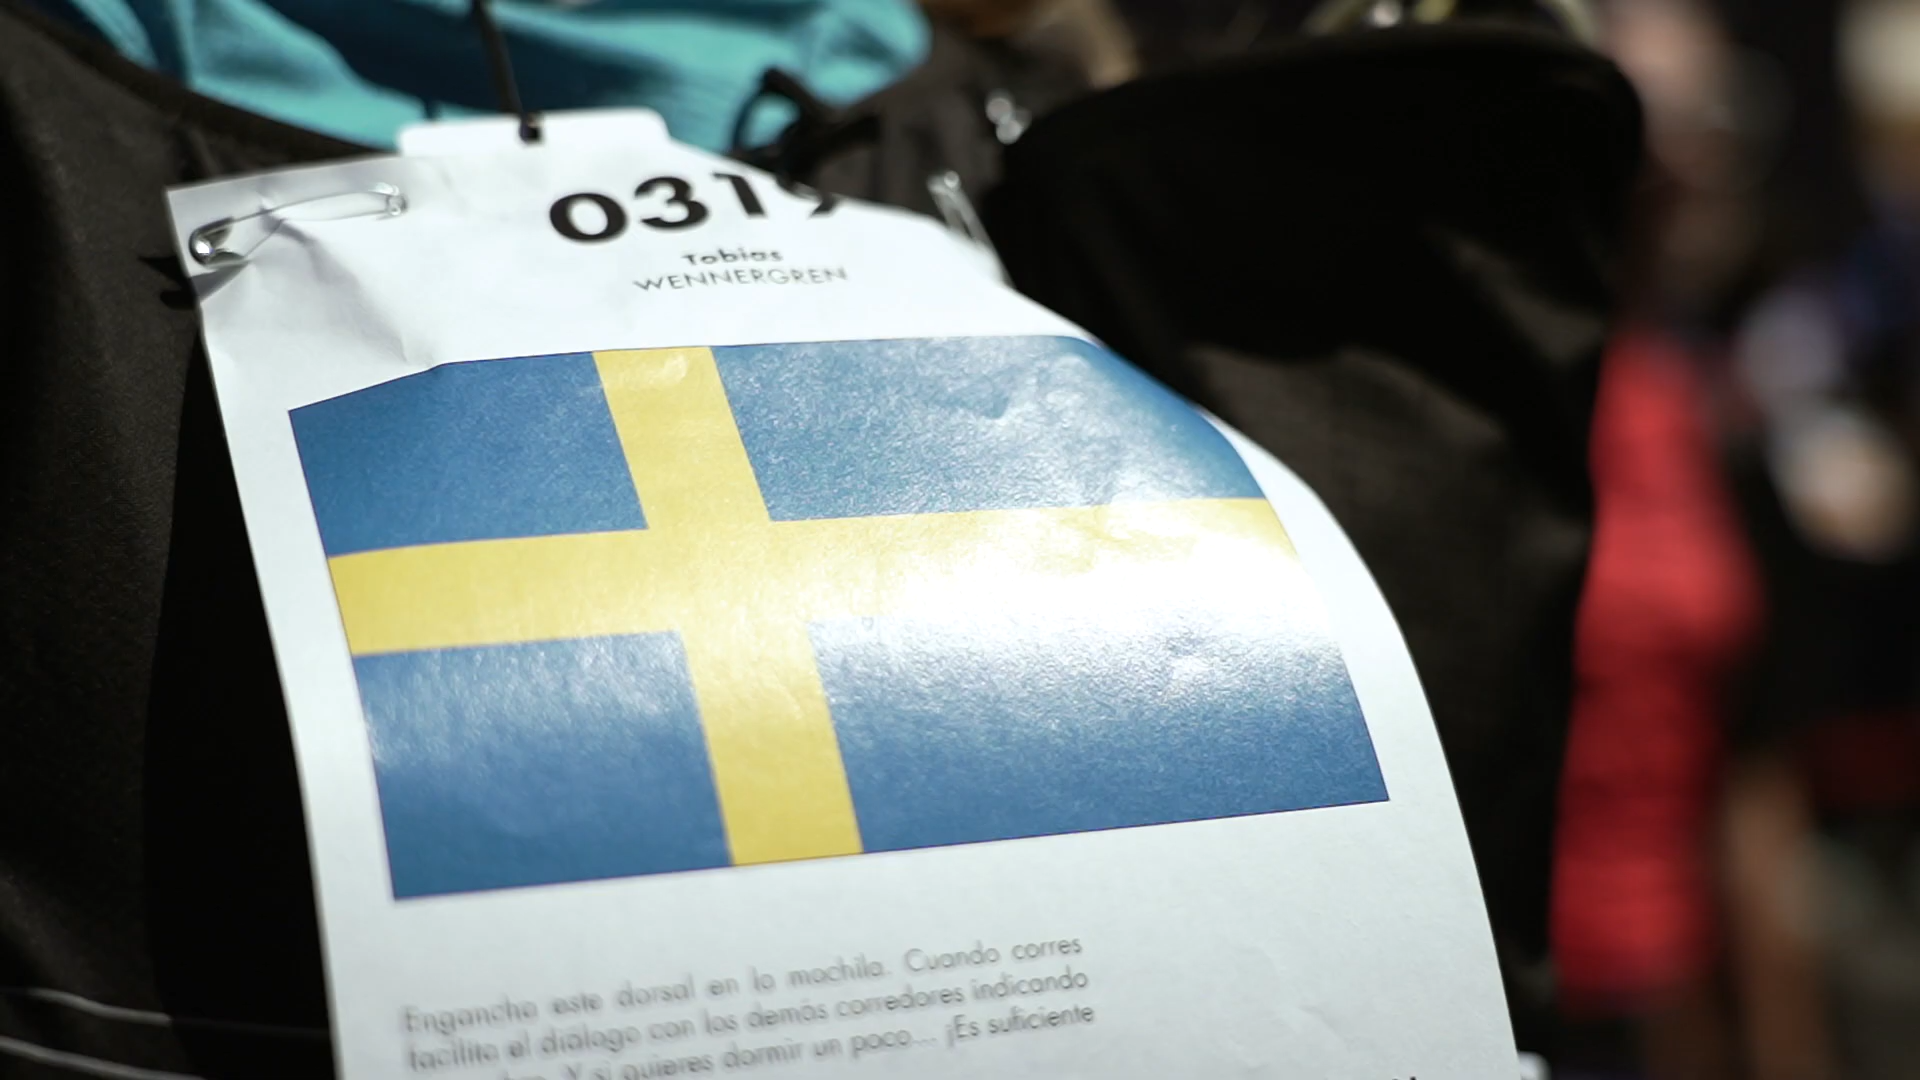 0319
Tobias
WENNERGREN
Engancha este dorsal en la mochila. Cuando corres
facilita el diálogo con los demás corredores indicando
Y si quieres dormir un poco... ¡Es suficiente